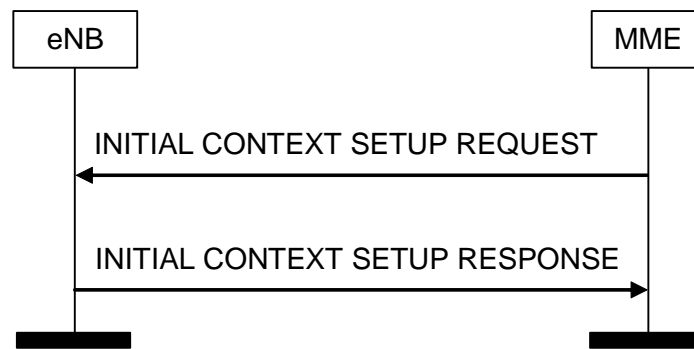 eNB
MME
INITIAL CONTEXT SETUP REQUEST
INITIAL CONTEXT SETUP RESPONSE